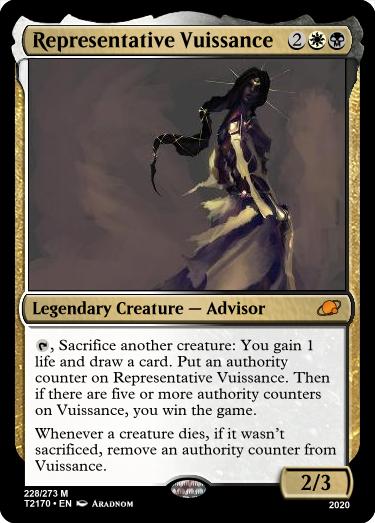 Representative Vuissance 2
Legendary Creature — Advisor
, Sacrifice another creature: You gain 1
life and draw a card. Put an authority
counter on Representative Vuissance. Then
if there are five or more authority counters
on Vuissance, you win the game.
Whenever a creature dies, if it wasn't
sacrificed, remove an authority counter from
Vuissance.
2/3
228/273 M
T2170 • EN Aradnom
2020